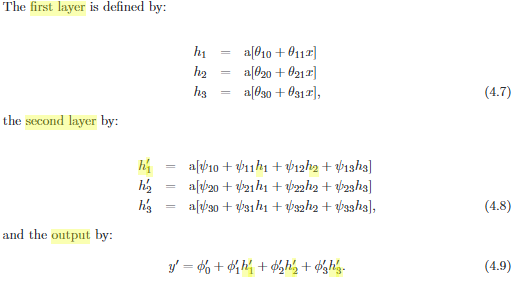 The first layer is defined by:
h₁ = a[θ₁₀ + θ₁₁x]
h₂ = a[θ₂₀ + θ₂₁x]
h₃ = a[θ₃₀ + θ₃₁x], (4.7)
the second layer by:
h′₁ = a[ψ₁₀ + ψ₁₁h₁ + ψ₁₂h₂ + ψ₁₃h₃]
h′₂ = a[ψ₂₀ + ψ₂₁h₁ + ψ₂₂h₂ + ψ₂₃h₃]
h′₃ = a[ψ₃₀ + ψ₃₁h₁ + ψ₃₂h₂ + ψ₃₃h₃], (4.8)
and the output by:
y′ = ϕ′₀ + ϕ′₁h′₁ + ϕ′₂h′₂ + ϕ′₃h′₃. (4.9)